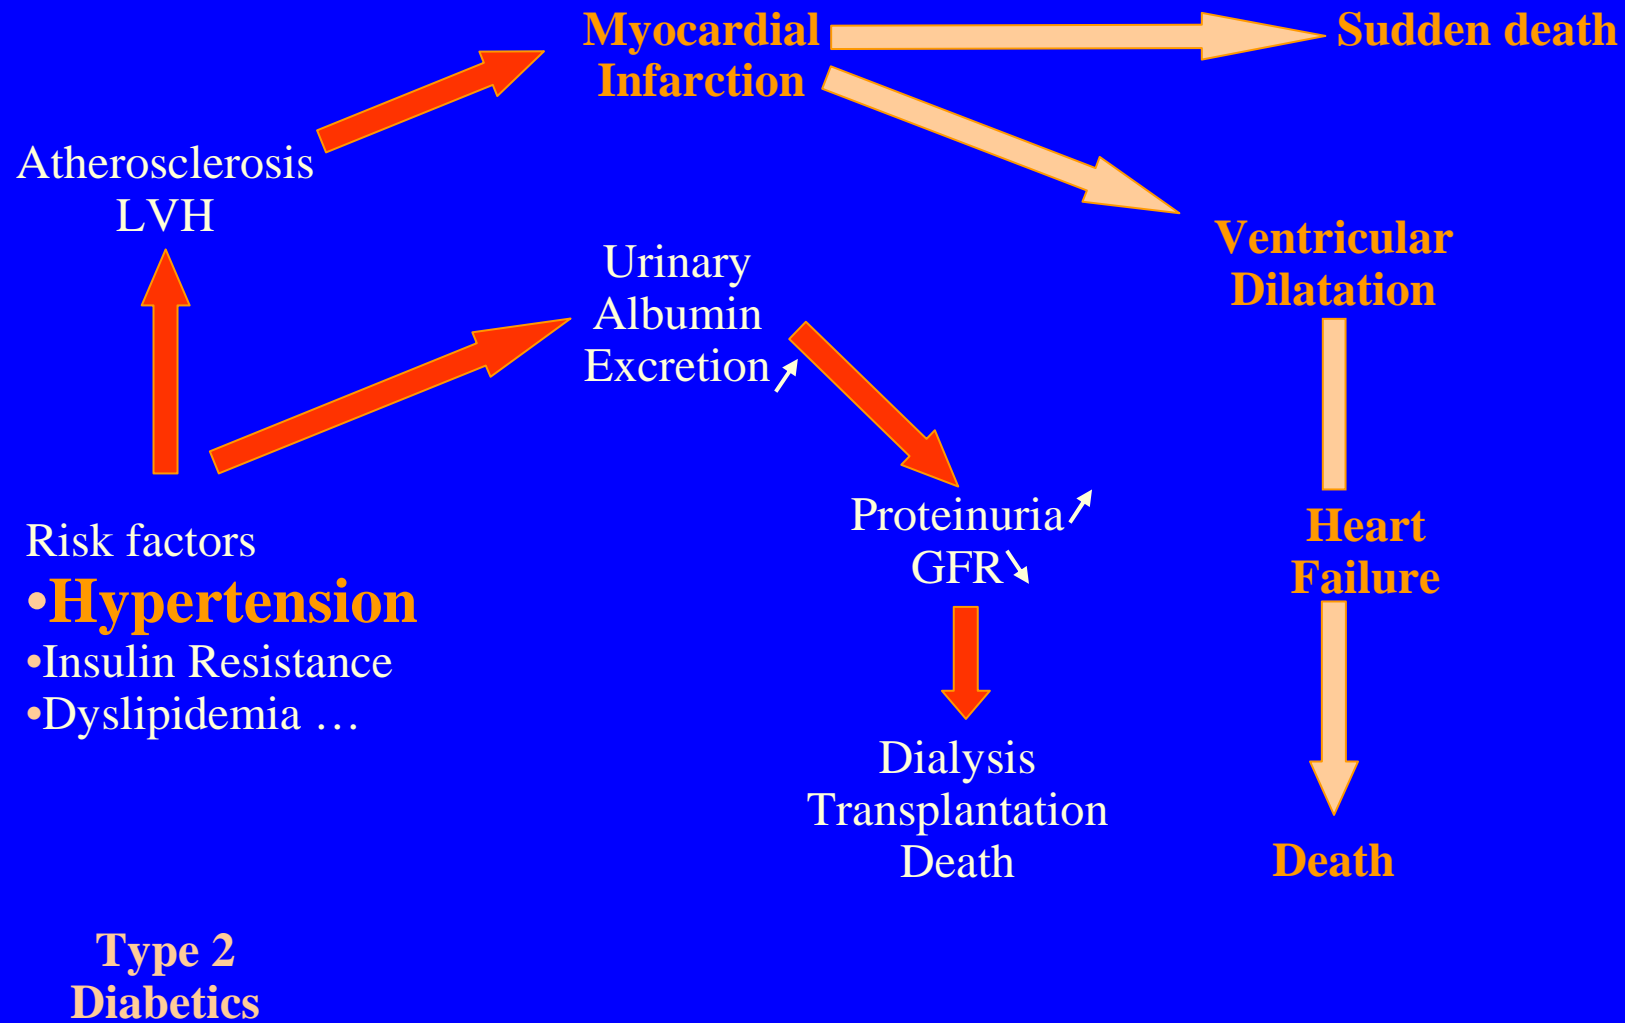 Myocardial
Infarction
Sudden death
Atherosclerosis
LVH
Ventricular
Dilatation
Urinary
Albumin
Excretion
Proteinuria
GFR
Heart
Failure
Risk factors
•Hypertension
•Insulin Resistance
•Dyslipidemia …
Dialysis
Transplantation
Death
Death
Type 2
Diabetics